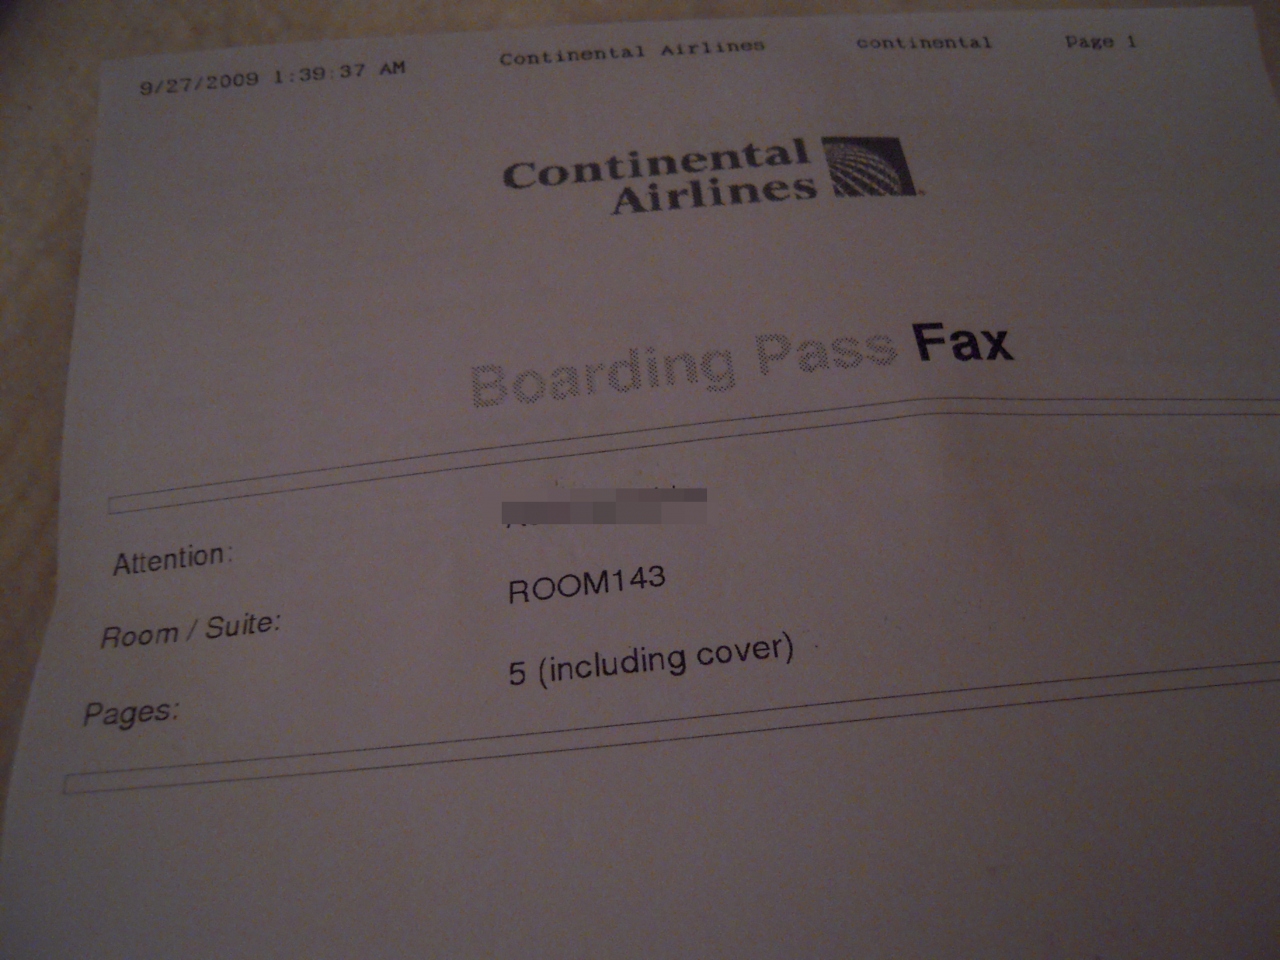 9/27/2009 1:39:37 AM Continental Airlines continental Page 1
Continental
Airlines
Boarding Pass Fax
Attention:
Room / Suite: ROOM143
Pages: 5 (including cover)